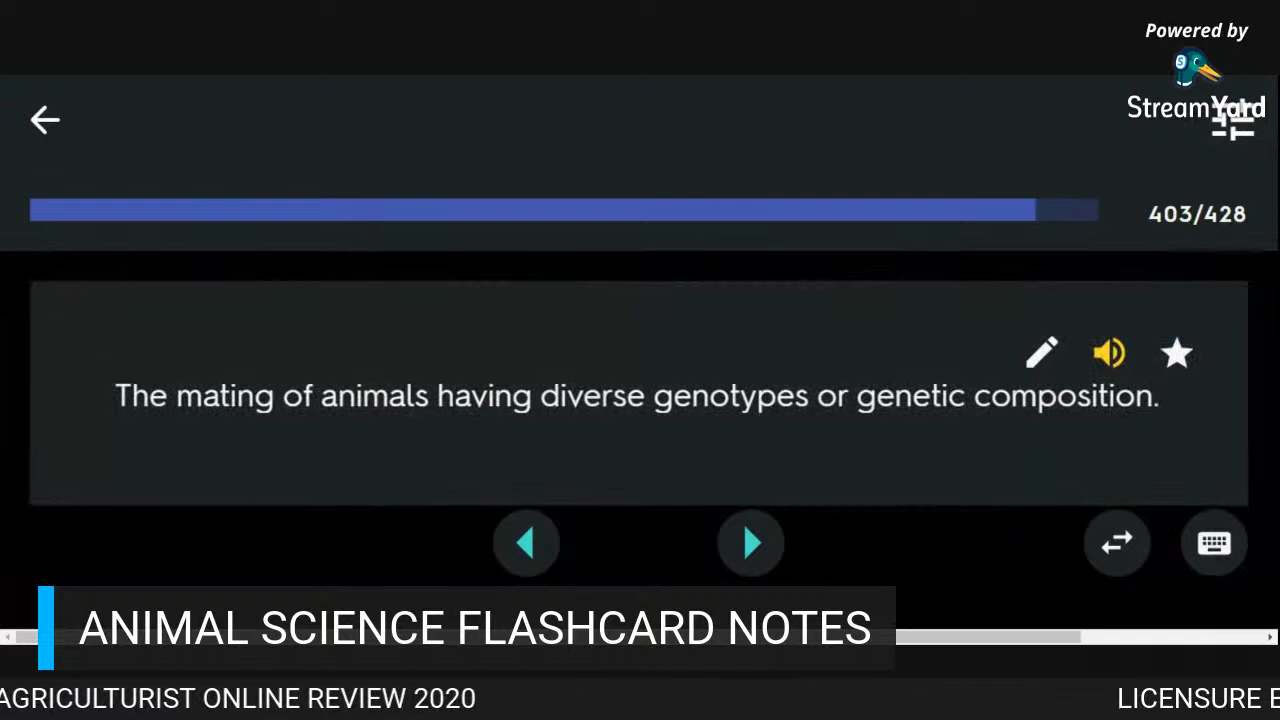 Powered by
StreamYard
403/428
The mating of animals having diverse genotypes or genetic composition.
ANIMAL SCIENCE FLASHCARD NOTES
AGRICULTURIST ONLINE REVIEW 2020
LICENSURE E